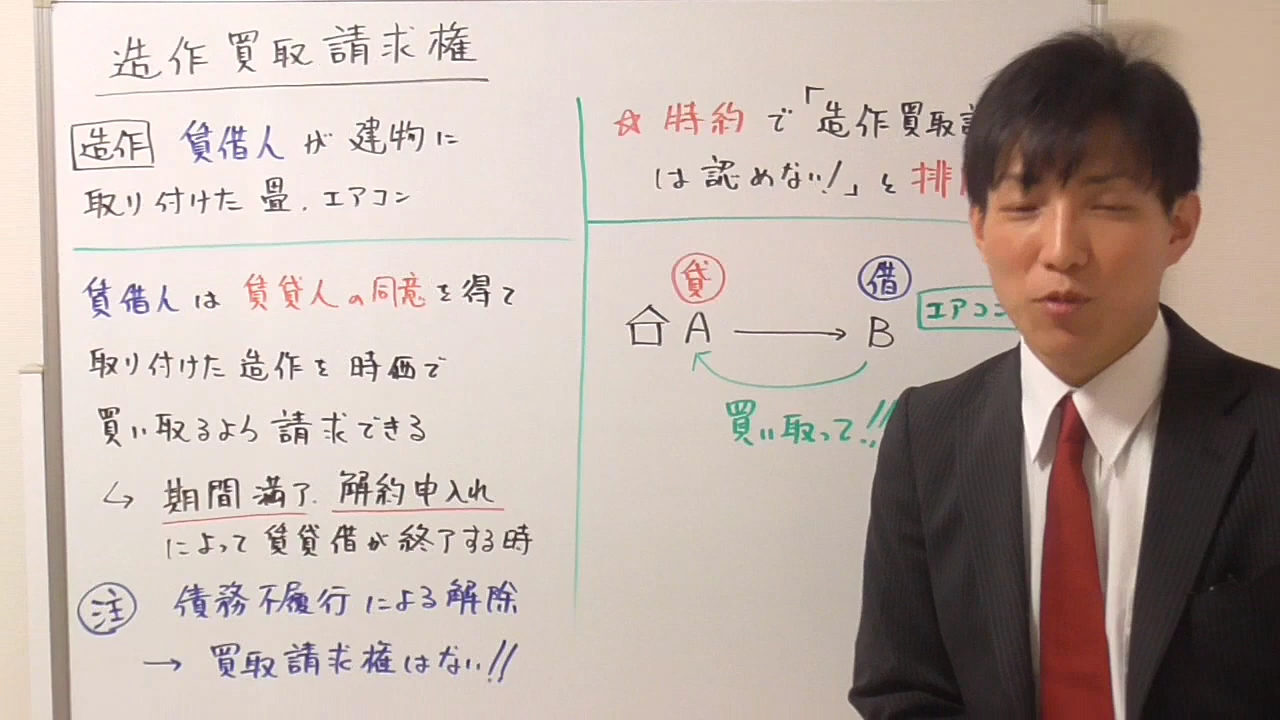 造作買取請求権
造作 賃借人が建物に
取り付けた畳、エアコン
賃借人は賃貸人の同意を得て
取り付けた造作を時価で
買い取るよう請求できる
↳ 期間満了、解約申入れ
によって賃貸借が終了する時
注 債務不履行による解除
→ 買取請求権はない!!
☆ 特約で「造作買取
は認めない!」と排
貸 借
A → B エアコン
買い取って!!